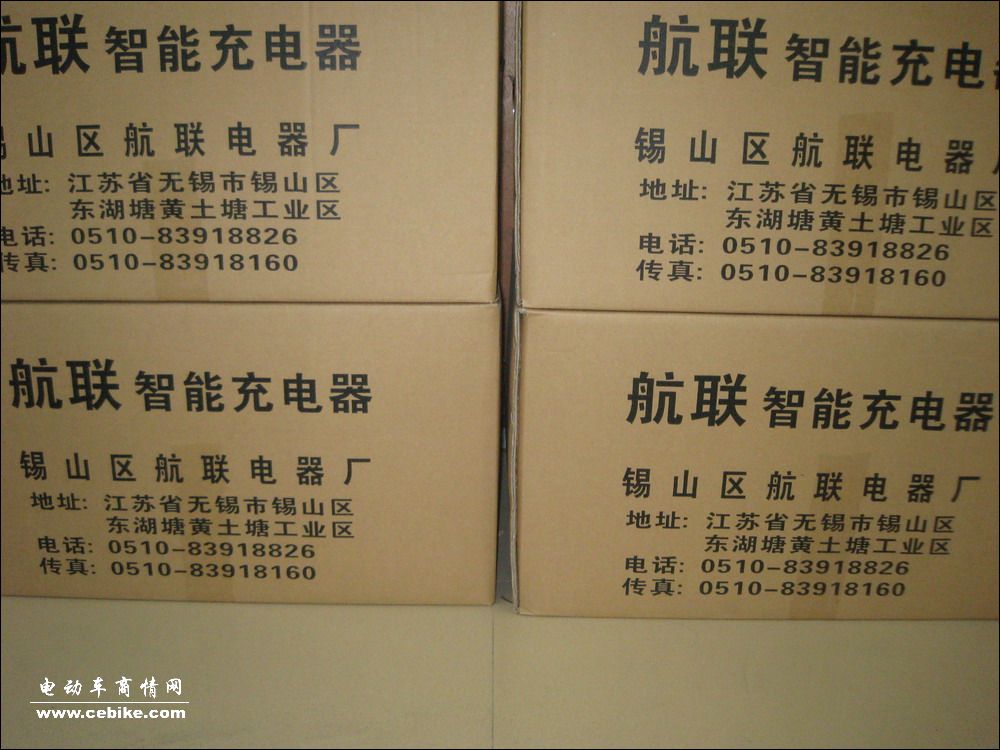 航联 智能充电器
锡山区航联电器厂
地址: 江苏省无锡市锡山区
东湖塘黄土塘工业区
电话: 0510-83918826
传真: 0510-83918160
航联 智能充电器
锡山区航联电器厂
地址: 江苏省无锡市锡山区
东湖塘黄土塘工业区
电话: 0510-83918826
传真: 0510-83918160
航联 智能充电器
锡山区航联电器厂
地址: 江苏省无锡市锡山区
东湖塘黄土塘工业区
电话: 0510-83918826
传真: 0510-83918160
航联 智能充电器
锡山区航联电器厂
地址: 江苏省无锡市锡山区
东湖塘黄土塘工业区
电话: 0510-83918826
传真: 0510-83918160
电动车商情网
www.cebike.com